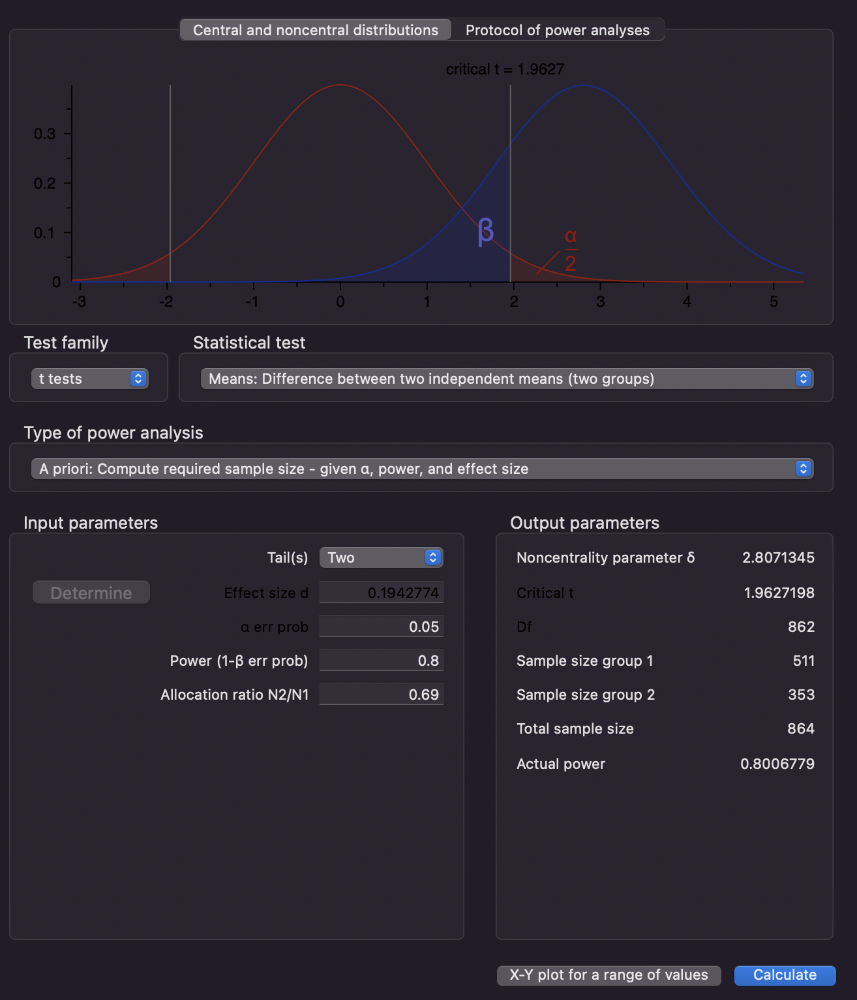 Central and noncentral distributions Protocol of power analyses
critical t = 1.9627
0.3
0.2
0.1
0
β
α
2
-3 -2 -1 0 1 2 3 4 5
Test family Statistical test
t tests Means: Difference between two independent means (two groups)
Type of power analysis
A priori: Compute required sample size - given α, power, and effect size
Input parameters Output parameters
Tail(s) Two Noncentrality parameter δ 2.8071345
Determine Effect size d 0.1942774 Critical t 1.9627198
α err prob 0.05 Df 862
Power (1-β err prob) 0.8 Sample size group 1 511
Allocation ratio N2/N1 0.69 Sample size group 2 353
Total sample size 864
Actual power 0.8006779
X-Y plot for a range of values Calculate